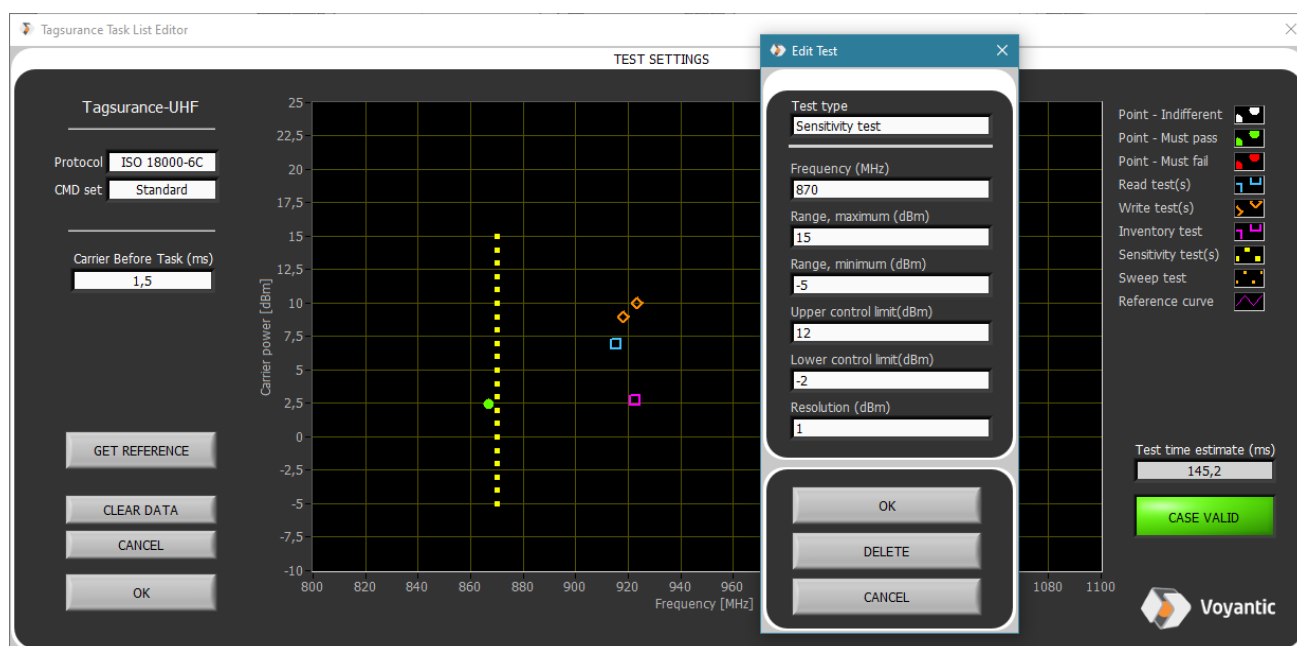 Tagsurance Task List Editor
TEST SETTINGS
Tagsurance-UHF
Protocol ISO 18000-6C
CMD set Standard
Carrier Before Task (ms)
1,5
GET REFERENCE
CLEAR DATA
CANCEL
OK
Carrier power [dBm]
25
22,5
20
17,5
15
12,5
10
7,5
5
2,5
0
-2,5
-5
-7,5
-10
800 820 840 860 880 900 920 940 960 1080 1100
Frequency [MHz]
Edit Test
Test type
Sensitivity test
Frequency (MHz)
870
Range, maximum (dBm)
15
Range, minimum (dBm)
-5
Upper control limit(dBm)
12
Lower control limit(dBm)
-2
Resolution (dBm)
1
OK
DELETE
CANCEL
Point - Indifferent
Point - Must pass
Point - Must fail
Read test(s)
Write test(s)
Inventory test
Sensitivity test(s)
Sweep test
Reference curve
Test time estimate (ms)
145,2
CASE VALID
Voyantic